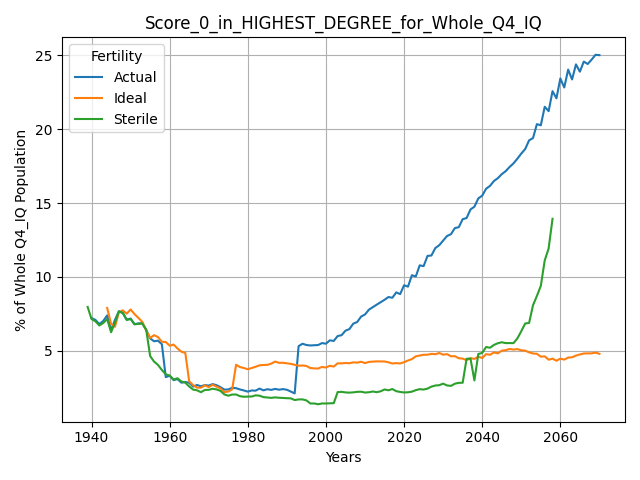 Score_0_in_HIGHEST_DEGREE_for_Whole_Q4_IQ
Fertility
Actual
Ideal
Sterile
% of Whole Q4_IQ Population
25
20
15
10
5
1940 1960 1980 2000 2020 2040 2060
Years